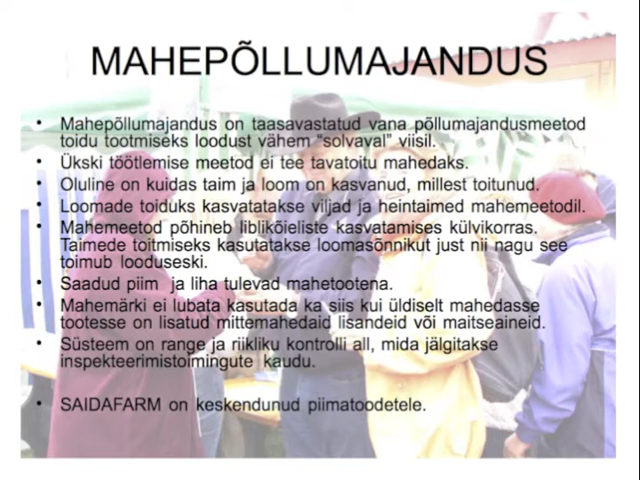 MAHEPÕLLUMAJANDUS
• Mahepõllumajandus on taasavastatud vana põllumajandusmeetod
toidu tootmiseks loodust vähem “solvaval” viisil.
• Ükski töötlemise meetod ei tee tavatoitu mahedaks.
• Oluline on kuidas taim ja loom on kasvanud, millest toitunud.
• Loomade toiduks kasvatatakse viljad ja heintaimed mahemeetodil.
• Mahemeetod põhineb liblikõieliste kasvatamises külvikorras.
Taimede toitmiseks kasutatakse loomasõnnikut just nii nagu see
toimub looduseski.
• Saadud piim ja liha tulevad mahetootena.
• Mahemärki ei lubata kasutada ka siis kui üldiselt mahedasse
tootesse on lisatud mittemahedaid lisandeid või maitseaineid.
• Süsteem on range ja riikliku kontrolli all, mida jälgitakse
inspekteerimistoimingute kaudu.
• SAIDAFARM on keskendunud piimatoodetele.